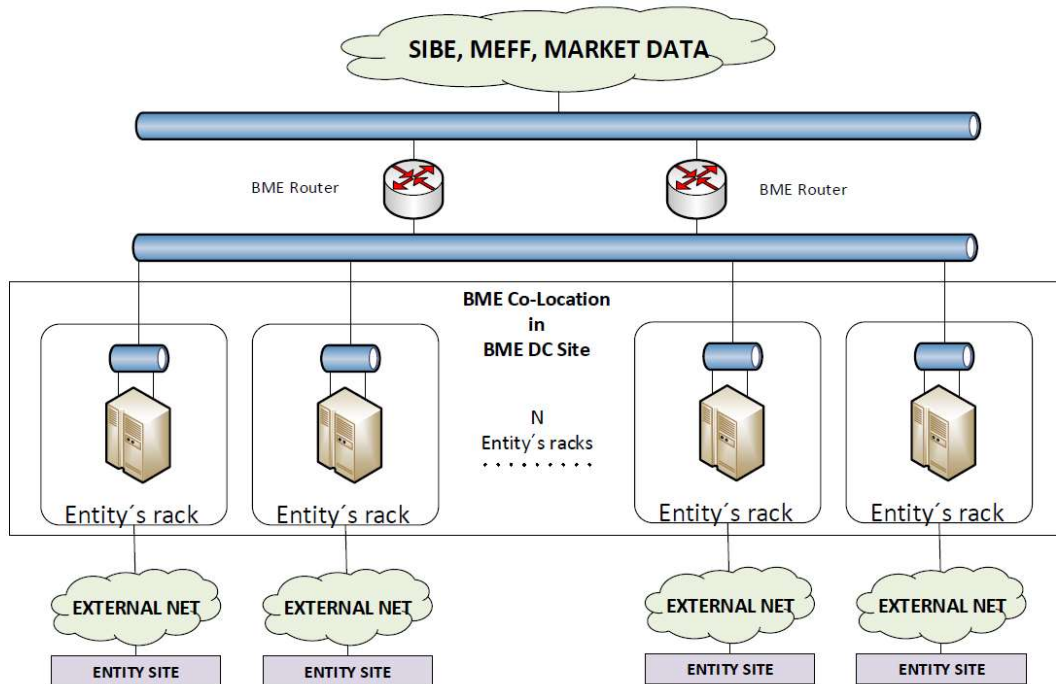 SIBE, MEFF, MARKET DATA
BME Router
BME Router
BME Co-Location
in
BME DC Site
N
Entity´s racks
Entity´s rack
Entity´s rack
Entity´s rack
Entity´s rack
EXTERNAL NET
EXTERNAL NET
EXTERNAL NET
EXTERNAL NET
ENTITY SITE
ENTITY SITE
ENTITY SITE
ENTITY SITE